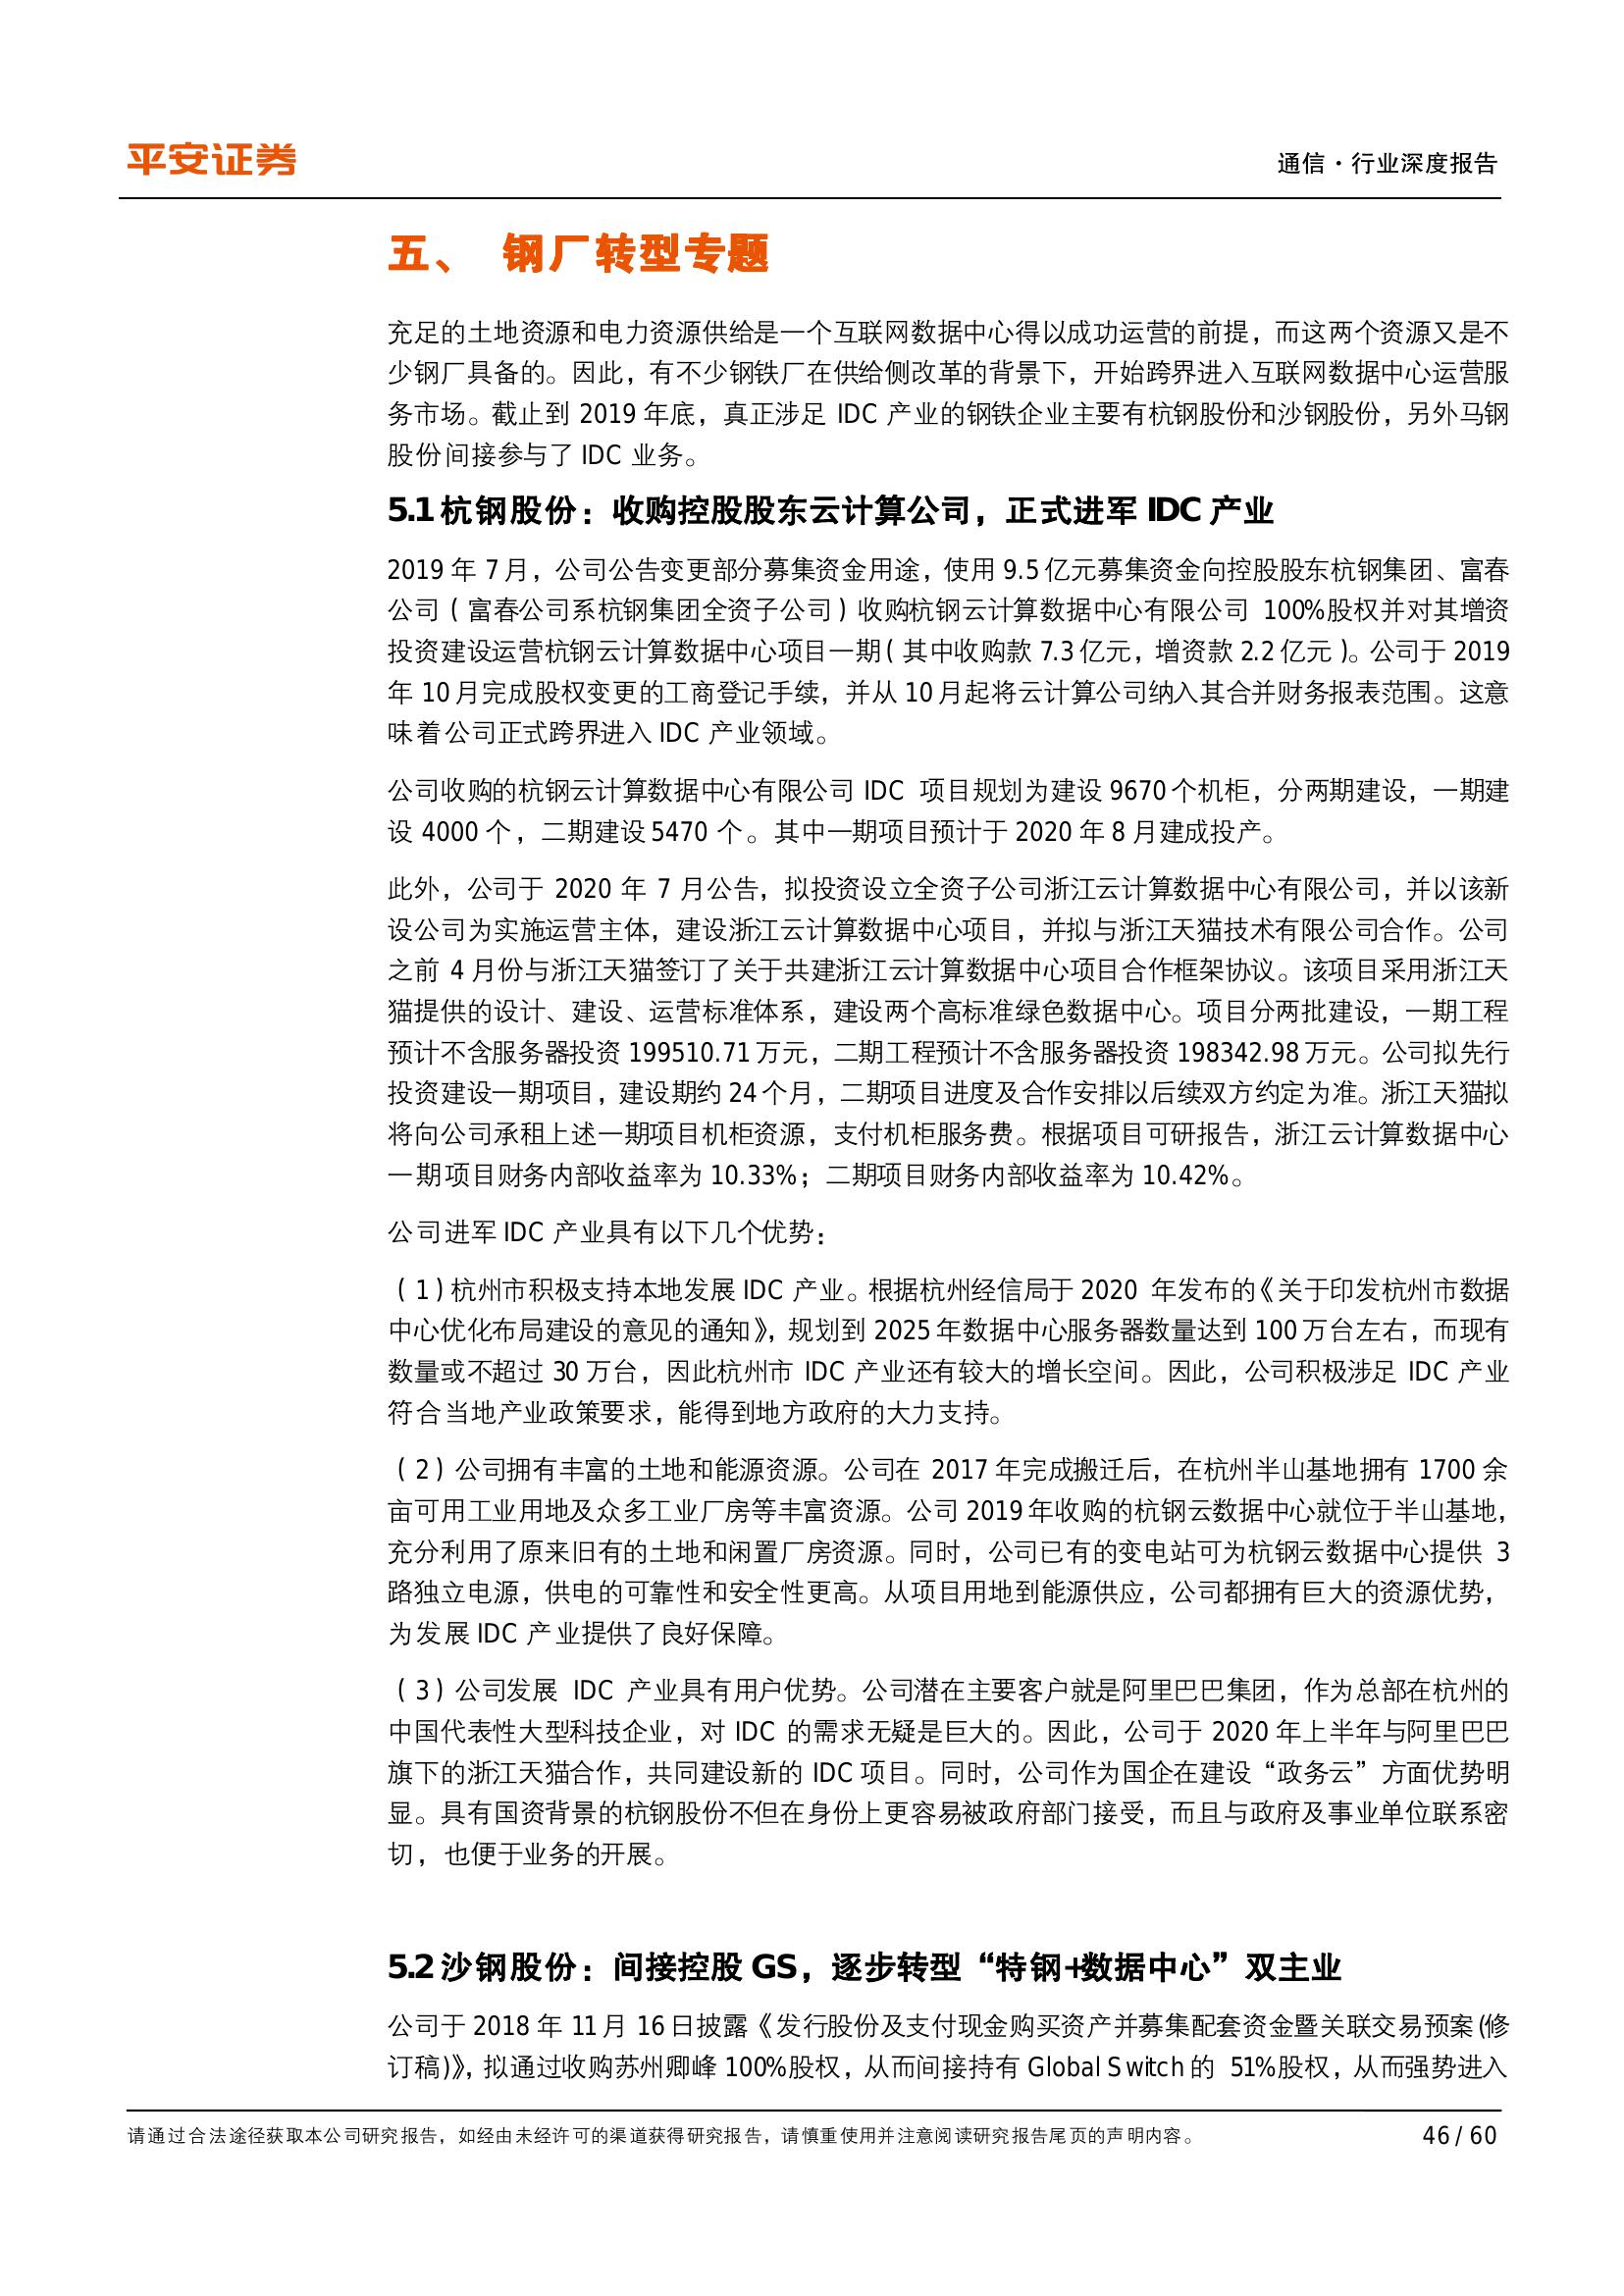 平安证券
通信·行业深度报告
五、 钢厂转型专题
充足的土地资源和电力资源供给是一个互联网数据中心得以成功运营的前提，而这两个资源又是不
少钢厂具备的。因此，有不少钢铁厂在供给侧改革的背景下，开始跨界进入互联网数据中心运营服
务市场。截止到 2019 年底，真正涉足 IDC 产业的钢铁企业主要有杭钢股份和沙钢股份，另外马钢
股份间接参与了 IDC 业务。
5.1 杭钢股份：收购控股股东云计算公司，正式进军 IDC 产业
2019 年 7 月，公司公告变更部分募集资金用途，使用 9.5 亿元募集资金向控股股东杭钢集团、富春
公司（富春公司系杭钢集团全资子公司）收购杭钢云计算数据中心有限公司 100%股权并对其增资
投资建设运营杭钢云计算数据中心项目一期（其中收购款 7.3 亿元，增资款 2.2 亿元）。公司于 2019
年 10 月完成股权变更的工商登记手续，并从 10 月起将云计算公司纳入其合并财务报表范围。这意
味着公司正式跨界进入 IDC 产业领域。
公司收购的杭钢云计算数据中心有限公司 IDC 项目规划为建设 9670 个机柜，分两期建设，一期建
设 4000 个，二期建设 5470 个。其中一期项目预计于 2020 年 8 月建成投产。
此外，公司于 2020 年 7 月公告，拟投资设立全资子公司浙江云计算数据中心有限公司，并以该新
设公司为实施运营主体，建设浙江云计算数据中心项目，并拟与浙江天猫技术有限公司合作。公司
之前 4 月份与浙江天猫签订了关于共建浙江云计算数据中心项目合作框架协议。该项目采用浙江天
猫提供的设计、建设、运营标准体系，建设两个高标准绿色数据中心。项目分两批建设，一期工程
预计不含服务器投资 199510.71 万元，二期工程预计不含服务器投资 198342.98 万元。公司拟先行
投资建设一期项目，建设期约 24 个月，二期项目进度及合作安排以后续双方约定为准。浙江天猫拟
将向公司承租上述一期项目机柜资源，支付机柜服务费。根据项目可研报告，浙江云计算数据中心
一期项目财务内部收益率为 10.33%；二期项目财务内部收益率为 10.42%。
公司进军 IDC 产业具有以下几个优势：
（1）杭州市积极支持本地发展 IDC 产业。根据杭州经信局于 2020 年发布的《关于印发杭州市数据
中心优化布局建设的意见的通知》，规划到 2025 年数据中心服务器数量达到 100 万台左右，而现有
数量或不超过 30 万台，因此杭州市 IDC 产业还有较大的增长空间。因此，公司积极涉足 IDC 产业
符合当地产业政策要求，能得到地方政府的大力支持。
（2）公司拥有丰富的土地和能源资源。公司在 2017 年完成搬迁后，在杭州半山基地拥有 1700 余
亩可用工业用地及众多工业厂房等丰富资源。公司 2019 年收购的杭钢云数据中心就位于半山基地，
充分利用了原来旧有的土地和闲置厂房资源。同时，公司已有的变电站可为杭钢云数据中心提供 3
路独立电源，供电的可靠性和安全性更高。从项目用地到能源供应，公司都拥有巨大的资源优势，
为发展 IDC 产业提供了良好保障。
（3）公司发展 IDC 产业具有用户优势。公司潜在主要客户就是阿里巴巴集团，作为总部在杭州的
中国代表性大型科技企业，对 IDC 的需求无疑是巨大的。因此，公司于 2020 年上半年与阿里巴巴
旗下的浙江天猫合作，共同建设新的 IDC 项目。同时，公司作为国企在建设“政务云”方面优势明
显。具有国资背景的杭钢股份不但在身份上更容易被政府部门接受，而且与政府及事业单位联系密
切，也便于业务的开展。
5.2 沙钢股份：间接控股 GS，逐步转型“特钢+数据中心”双主业
公司于 2018 年 11 月 16 日披露《发行股份及支付现金购买资产并募集配套资金暨关联交易预案(修
订稿)》，拟通过收购苏州卿峰 100%股权，从而间接持有 Global Switch 的 51%股权，从而强势进入
请通过合法途径获取本公司研究报告，如经由未经许可的渠道获得研究报告，请慎重使用并注意阅读研究报告尾页的声明内容。
46 / 60